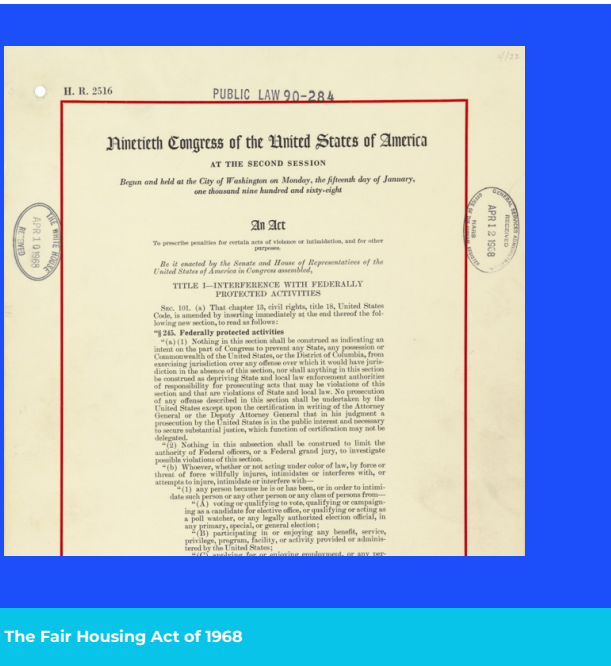 4/23
H. R. 2516
PUBLIC LAW 90-284
Ninetieth Congress of the United States of America
AT THE SECOND SESSION
Begun and held at the City of Washington on Monday, the fifteenth day of January,
one thousand nine hundred and sixty-eight
An Act
To prescribe penalties for certain acts of violence or intimidation, and for other
purposes.
Be it enacted by the Senate and House of Representatives of the
United States of America in Congress assembled,
TITLE I—INTERFERENCE WITH FEDERALLY
PROTECTED ACTIVITIES
SEC. 101. (a) That chapter 13, civil rights, title 18, United States
Code, is amended by inserting immediately at the end thereof the fol-
lowing new section, to read as follows:
"§ 245. Federally protected activities
"(a) (1) Nothing in this section shall be construed as indicating an
intent on the part of Congress to prevent any State, any possession or
Commonwealth of the United States, or the District of Columbia, from
exercising jurisdiction over any offense over which it would have juris-
diction in the absence of this section, nor shall anything in this section
be construed as depriving State and local law enforcement authorities
of responsibility for prosecuting acts that may be violations of this
section and that are violations of State and local law. No prosecution
of any offense described in this section shall be undertaken by the
United States except upon the certification in writing of the Attorney
General or the Deputy Attorney General that in his judgment a
prosecution by the United States is in the public interest and necessary
to secure substantial justice, which function of certification may not be
delegated.
"(2) Nothing in this subsection shall be construed to limit the
authority of Federal officers, or a Federal grand jury, to investigate
possible violations of this section.
"(b) Whoever, whether or not acting under color of law, by force or
threat of force willfully injures, intimidates or interferes with, or
attempts to injure, intimidate or interfere with—
"(1) any person because he is or has been, or in order to intimi-
date such person or any other person or any class of persons from—
"(A) voting or qualifying to vote, qualifying or campaign-
ing as a candidate for elective office, or qualifying or acting as
a poll watcher, or any legally authorized election official, in
any primary, special, or general election;
"(B) participating in or enjoying any benefit, service,
privilege, program, facility, or activity provided or adminis-
tered by the United States;
"(C) applying for or enjoying employment, or any per-
THE WHITE HOUSE
APR 10 1968
RECEIVED
GENERAL SERVICES
RECEIVED
APR 12 1968
NARS
The Fair Housing Act of 1968